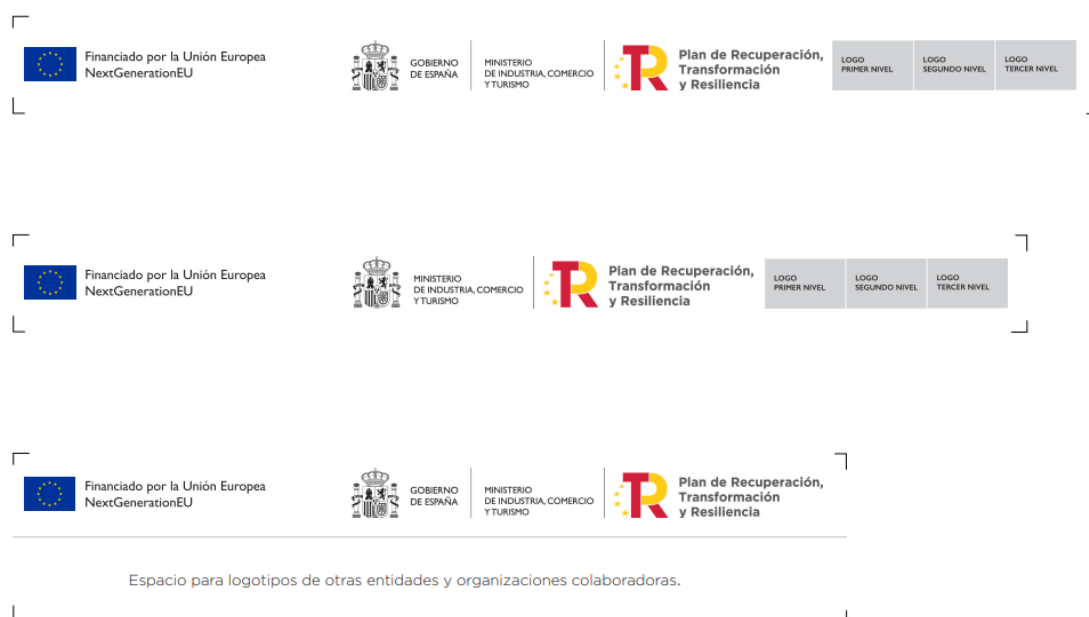 Financiado por la Unión Europea
NextGenerationEU
GOBIERNO
DE ESPAÑA
MINISTERIO
DE INDUSTRIA, COMERCIO
Y TURISMO
Plan de Recuperación,
Transformación
y Resiliencia
LOGO
PRIMER NIVEL
LOGO
SEGUNDO NIVEL
LOGO
TERCER NIVEL
Financiado por la Unión Europea
NextGenerationEU
MINISTERIO
DE INDUSTRIA, COMERCIO
Y TURISMO
Plan de Recuperación,
Transformación
y Resiliencia
LOGO
PRIMER NIVEL
LOGO
SEGUNDO NIVEL
LOGO
TERCER NIVEL
Financiado por la Unión Europea
NextGenerationEU
GOBIERNO
DE ESPAÑA
MINISTERIO
DE INDUSTRIA, COMERCIO
Y TURISMO
Plan de Recuperación,
Transformación
y Resiliencia
Espacio para logotipos de otras entidades y organizaciones colaboradoras.